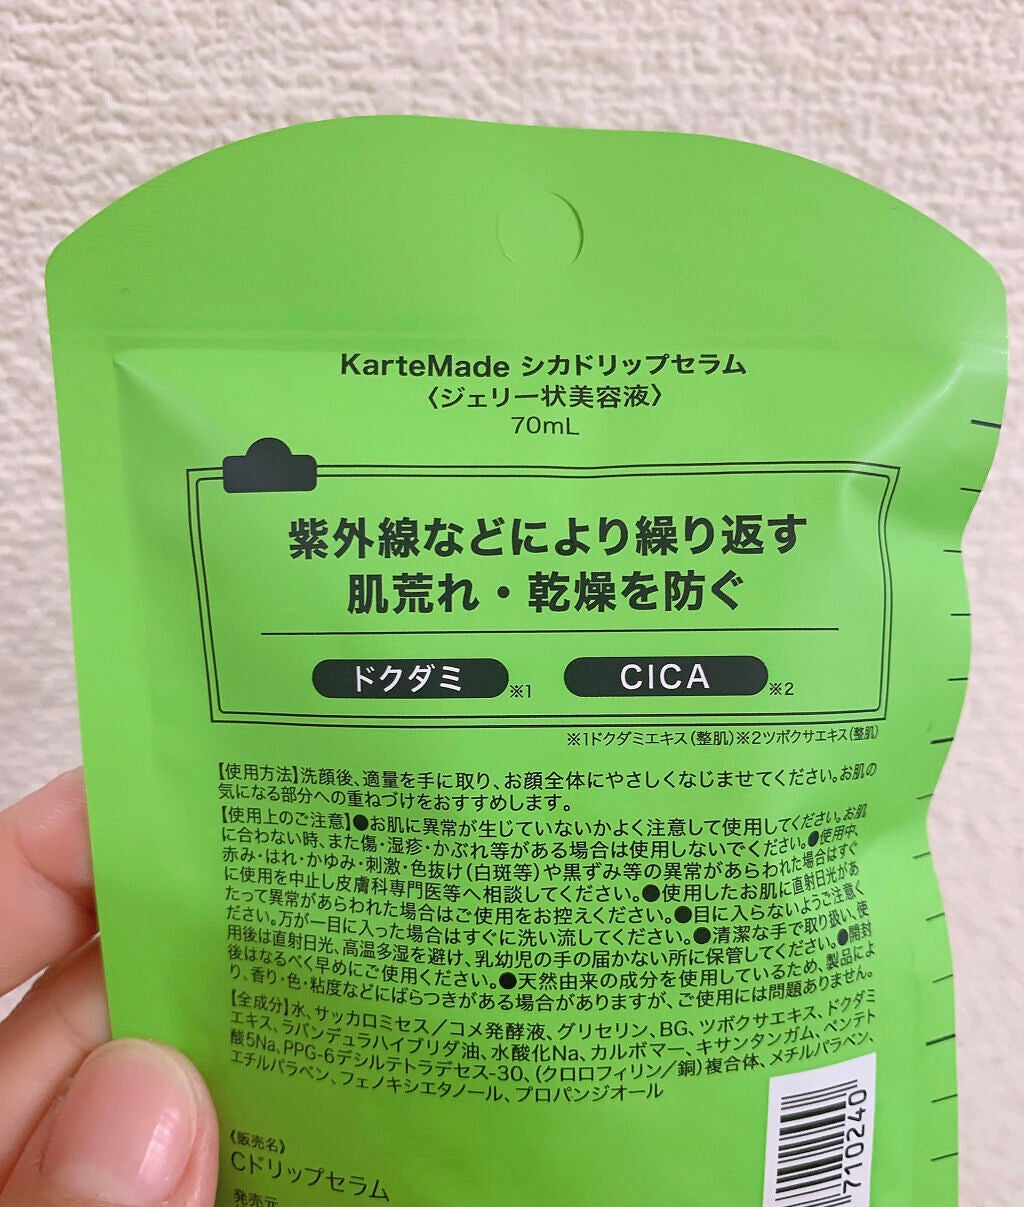 KarteMade シカドリップセラム
〈ジェリー状美容液〉
70mL
紫外線などにより繰り返す
肌荒れ・乾燥を防ぐ
ドクダミ ※1 CICA ※2
※1ドクダミエキス(整肌)※2ツボクサエキス(整肌)
【使用方法】洗顔後、適量を手に取り、お顔全体にやさしくなじませてください。お肌の
気になる部分への重ねづけをおすすめします。
【使用上のご注意】●お肌に異常が生じていないかよく注意して使用してください。お肌
に合わない時、また傷・湿疹・かぶれ等がある場合は使用しないでください。●使用中、
赤み・はれ・かゆみ・刺激・色抜け(白斑等)や黒ずみ等の異常があらわれた場合はすぐ
に使用を中止し皮膚科専門医等へ相談してください。●使用したお肌に直射日光があ
たって異常があらわれた場合はご使用をお控えください。●目に入らないようご注意く
ださい。万が一目に入った場合はすぐに洗い流してください。●清潔な手で取り扱い、使
用後は直射日光、高温多湿を避け、乳幼児の手の届かない所に保管してください。●開封
後はなるべく早めにご使用ください。●天然由来の成分を使用しているため、製品によ
り、香り・色・粘度などにばらつきがある場合がありますが、ご使用には問題ありません。
【全成分】水、サッカロミセス/コメ発酵液、グリセリン、BG、ツボクサエキス、ドクダミ
エキス、ラバンデュラハイブリダ油、水酸化Na、カルボマー、キサンタンガム、ペンテト
酸5Na、PPG-6デシルテトラデセス-30、(クロロフィリン/銅)複合体、メチルパラベン、
エチルパラベン、フェノキシエタノール、プロパンジオール
《販売名》
Cドリップセラム
発売元
710240